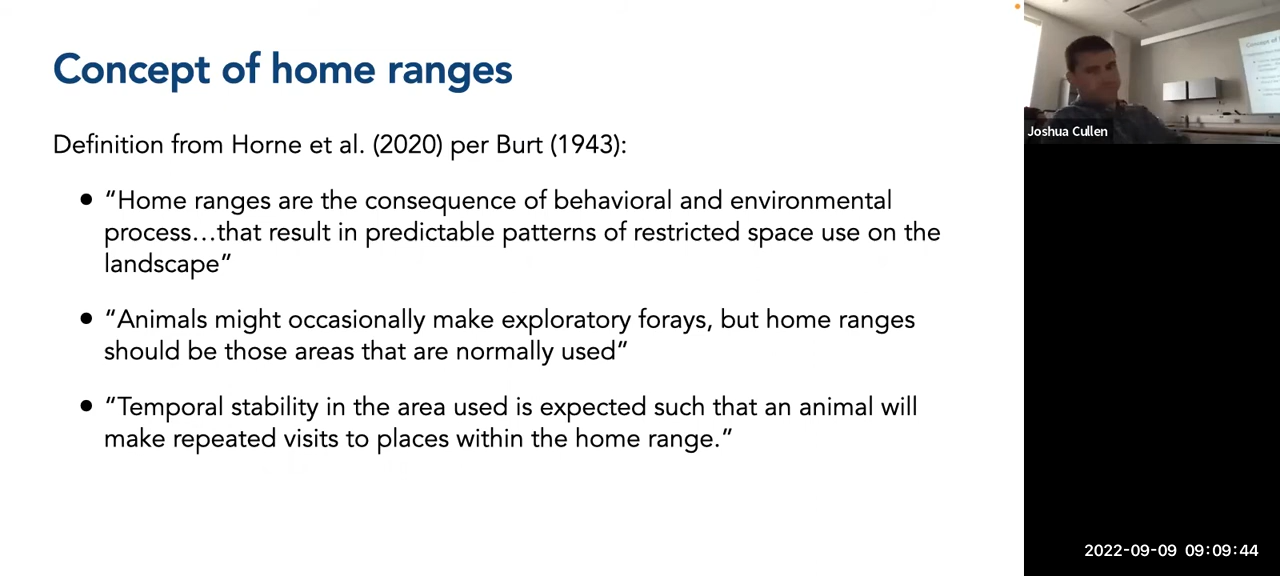 Concept of home ranges
Definition from Horne et al. (2020) per Burt (1943):
• “Home ranges are the consequence of behavioral and environmental
process…that result in predictable patterns of restricted space use on the
landscape”
• “Animals might occasionally make exploratory forays, but home ranges
should be those areas that are normally used”
• “Temporal stability in the area used is expected such that an animal will
make repeated visits to places within the home range.”
Joshua Cullen
2022-09-09 09:09:44